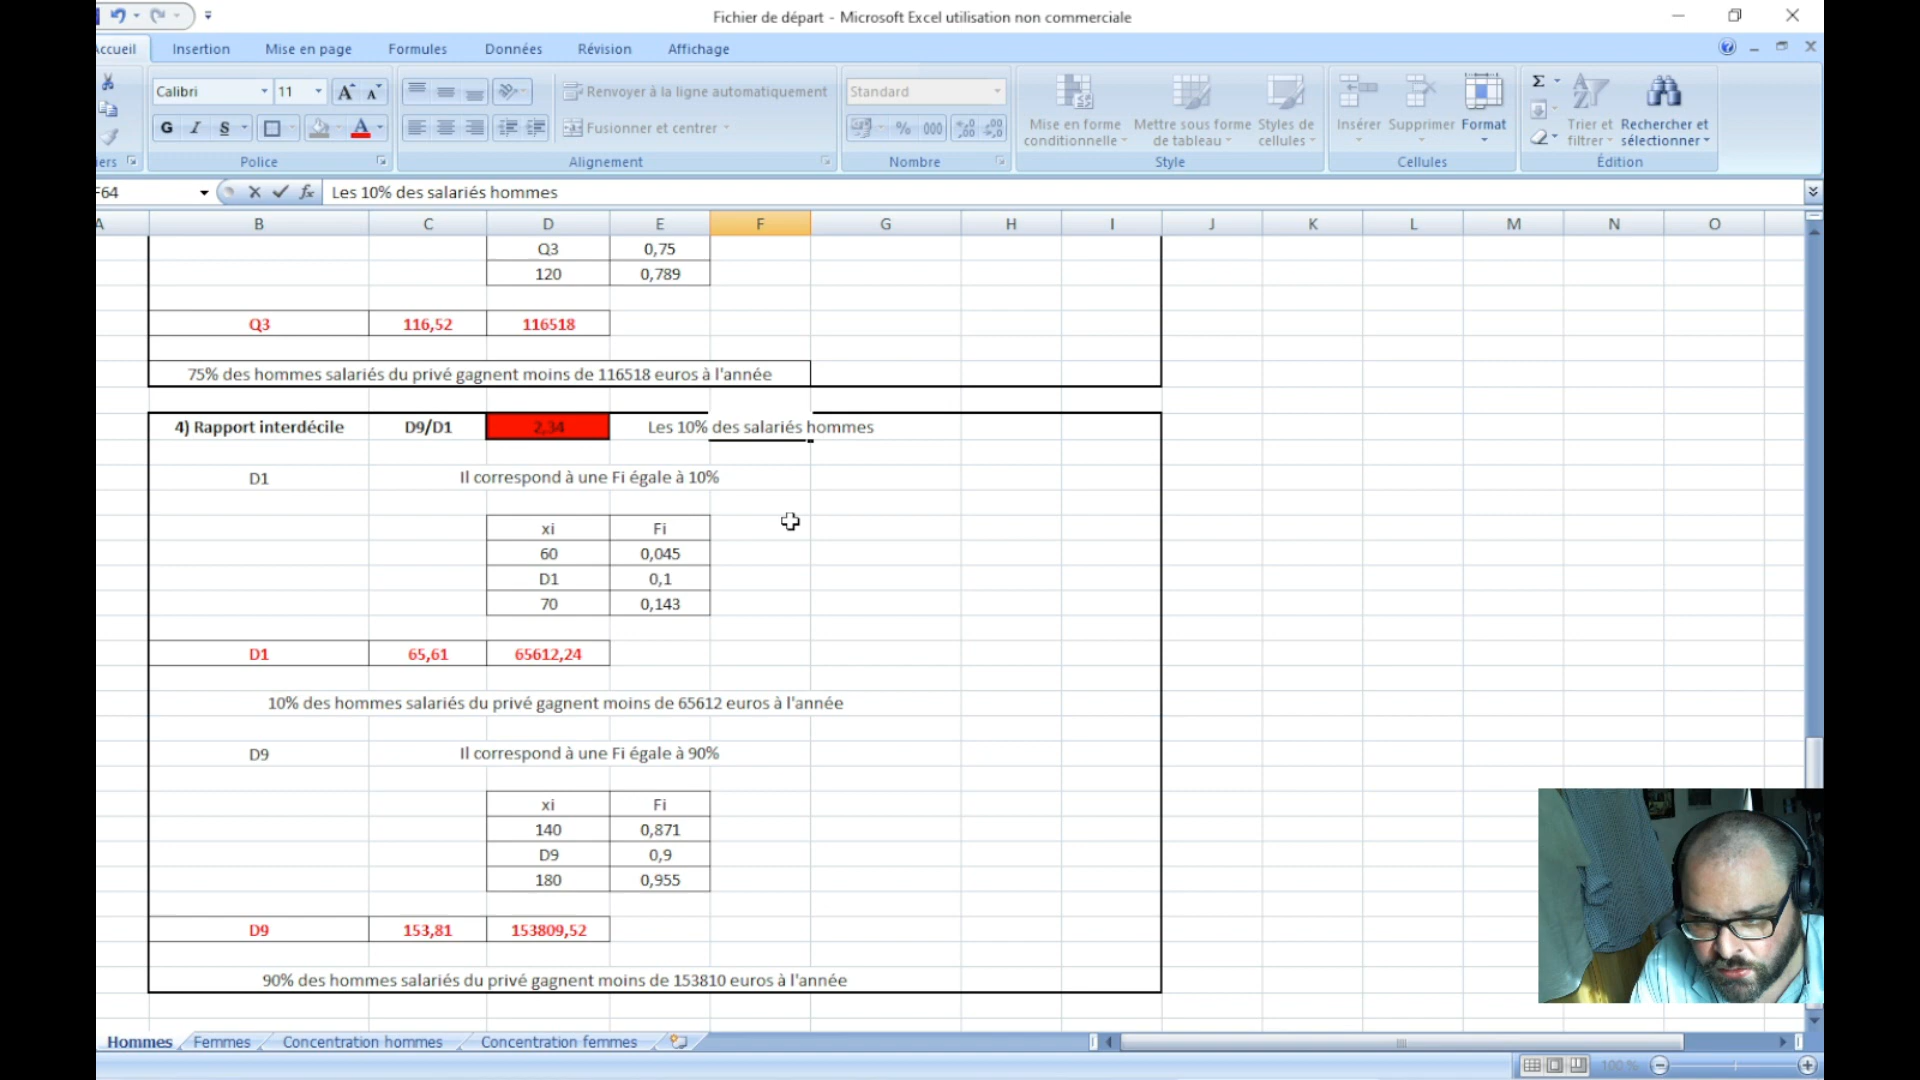 Fichier de départ - Microsoft Excel utilisation non commerciale
Accueil Insertion Mise en page Formules Données Révision Affichage
Calibri 11 Renvoyer à la ligne automatiquement Standard
G I S A Fusionner et centrer % 000
Mise en forme conditionnelle Mettre sous forme de tableau Styles de cellules Insérer Supprimer Format Trier et filtrer Rechercher et sélectionner
iers Police Alignement Nombre Style Cellules Édition
F64 fx Les 10% des salariés hommes
A B C D E F G H I J K L M N O
Q3 0,75
120 0,789
Q3 116,52 116518
75% des hommes salariés du privé gagnent moins de 116518 euros à l'année
4) Rapport interdécile D9/D1 2,34 Les 10% des salariés hommes
D1 Il correspond à une Fi égale à 10%
xi Fi
60 0,045
D1 0,1
70 0,143
D1 65,61 65612,24
10% des hommes salariés du privé gagnent moins de 65612 euros à l'année
D9 Il correspond à une Fi égale à 90%
xi Fi
140 0,871
D9 0,9
180 0,955
D9 153,81 153809,52
90% des hommes salariés du privé gagnent moins de 153810 euros à l'année
Hommes Femmes Concentration hommes Concentration femmes
100 %